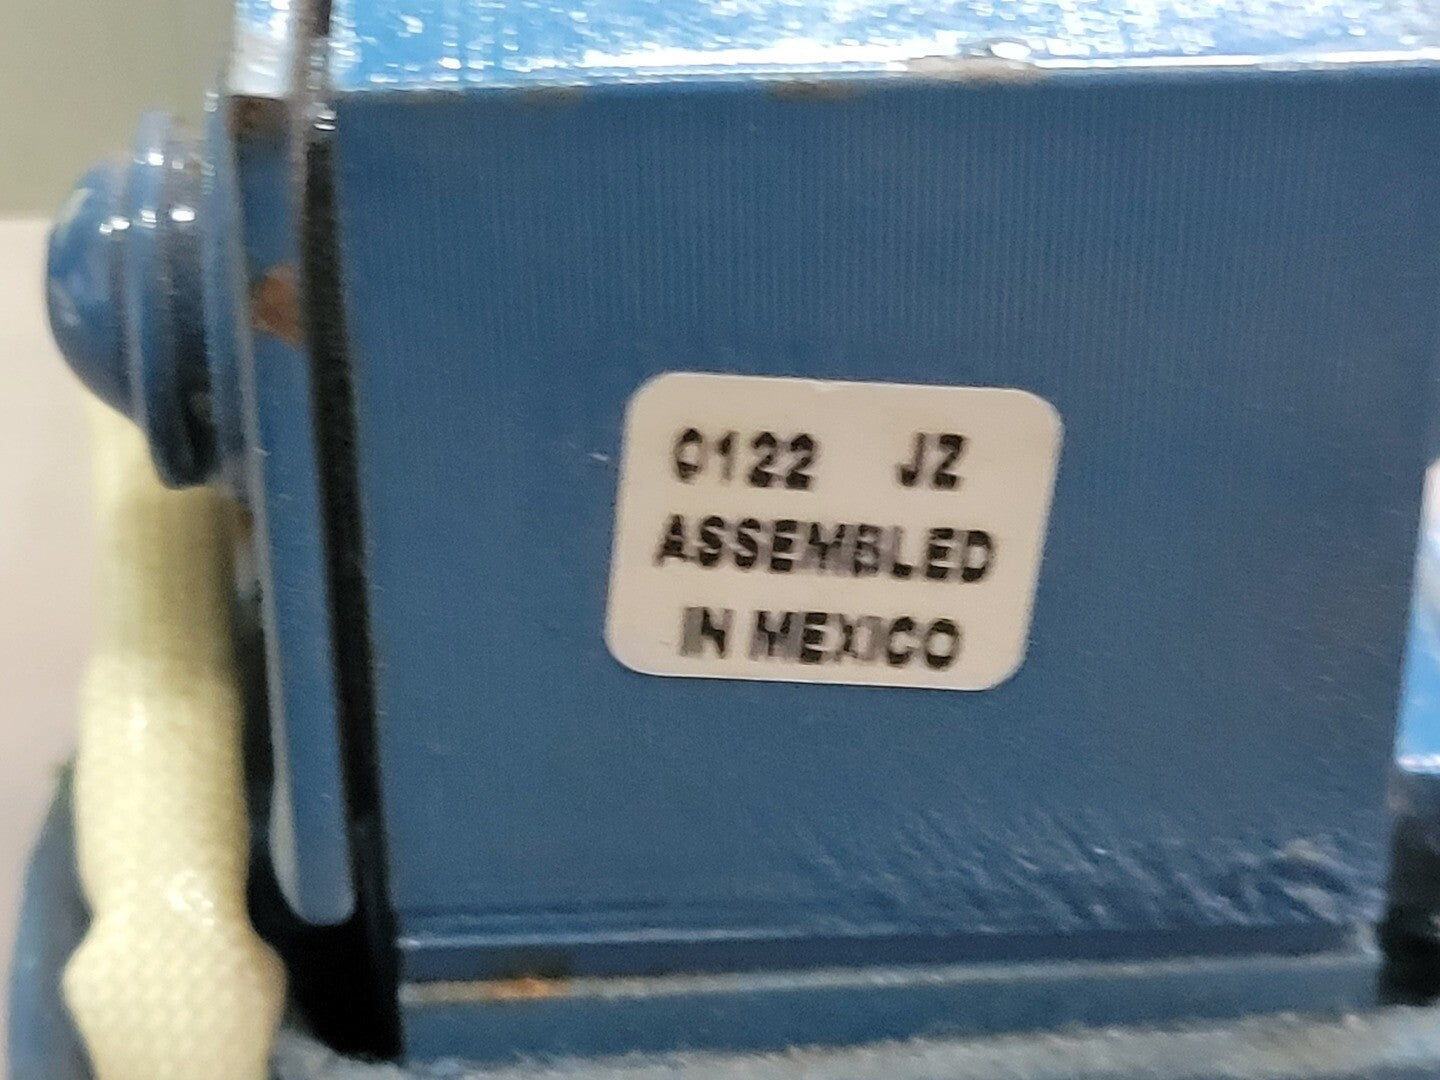 0122 JZ
ASSEMBLED
IN MEXICO